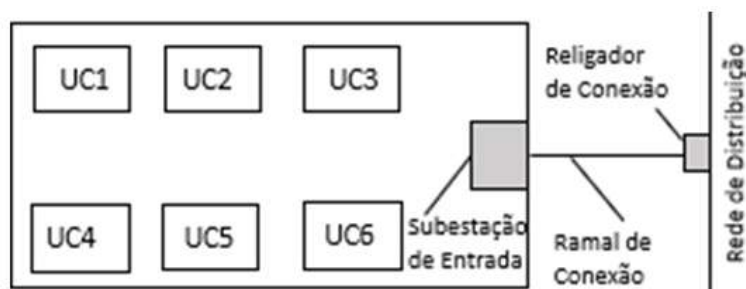 UC1
UC2
UC3
UC4
UC5
UC6
Subestação
de Entrada
Religador
de Conexão
Ramal de
Conexão
Rede de Distribuição